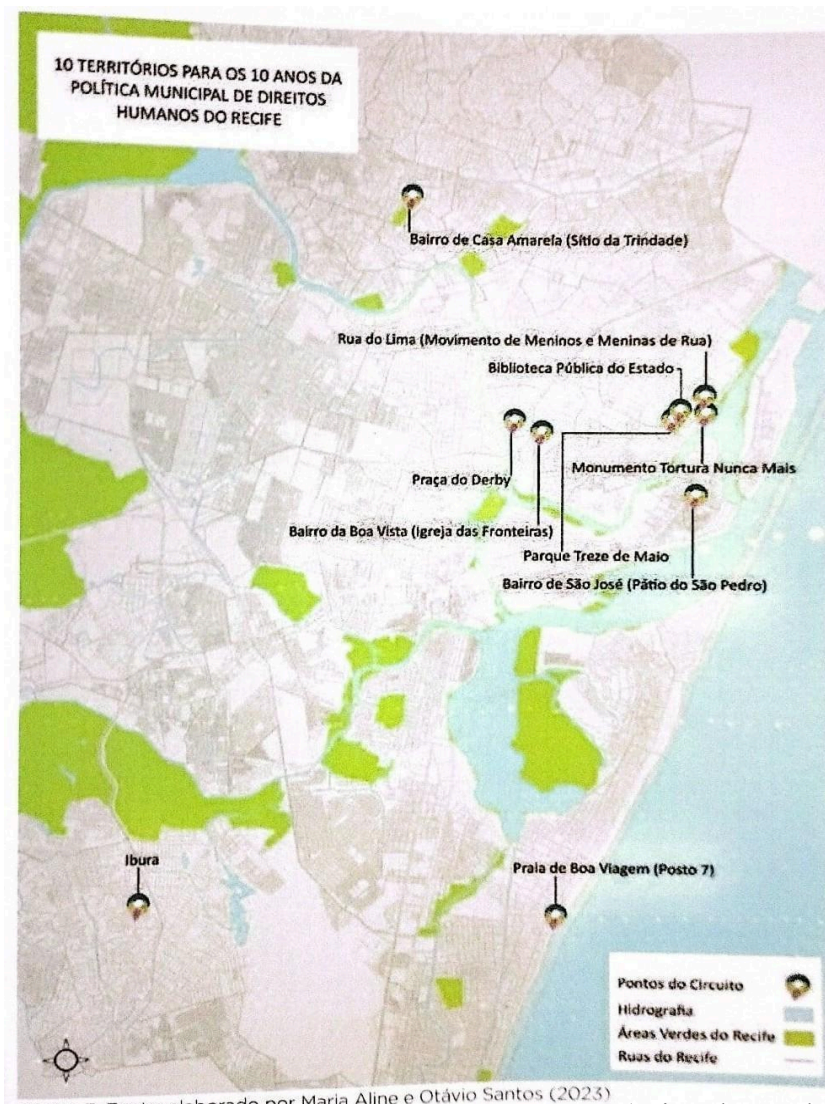 10 TERRITÓRIOS PARA OS 10 ANOS DA
POLÍTICA MUNICIPAL DE DIREITOS
HUMANOS DO RECIFE
Bairro de Casa Amarela (Sítio da Trindade)
Rua do Lima (Movimento de Meninos e Meninas de Rua)
Biblioteca Pública do Estado
Monumento Tortura Nunca Mais
Praça do Derby
Bairro da Boa Vista (Igreja das Fronteiras)
Parque Treze de Maio
Bairro de São José (Pátio do São Pedro)
Ibura
Praia de Boa Viagem (Posto 7)
Pontos do Circuito
Hidrografia
Áreas Verdes do Recife
Ruas do Recife
elaborado por Maria Aline e Otávio Santos (2023)